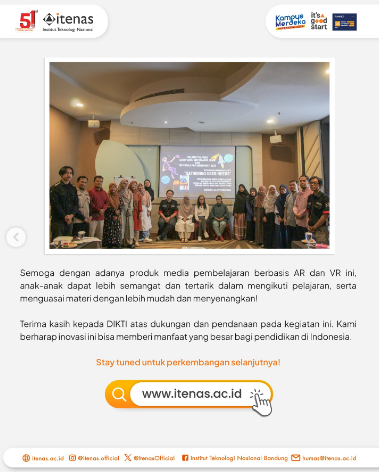 51
itenas
Institut Teknologi Nasional
Kampus
Merdeka
it's a
good
start
Semoga dengan adanya produk media pembelajaran berbasis AR dan VR ini,
anak-anak dapat lebih semangat dan tertarik dalam mengikuti pelajaran, serta
menguasai materi dengan lebih mudah dan menyenangkan!
Terima kasih kepada DIKTI atas dukungan dan pendanaan pada kegiatan ini. Kami
berharap inovasi ini bisa memberi manfaat yang besar bagi pendidikan di Indonesia.
Stay tuned untuk perkembangan selanjutnya!
www.itenas.ac.id
itenas.ac.id @itenas.official @ItenasOfficial Institut Teknologi Nasional Bandung humas@itenas.ac.id